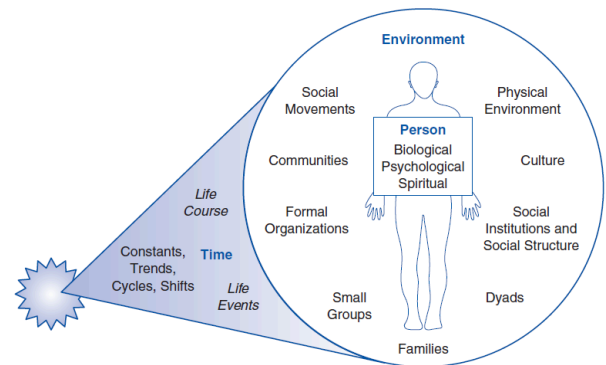 Environment
Social
Movements
Physical
Environment
Person
Biological
Psychological
Spiritual
Communities
Culture
Life
Course
Formal
Organizations
Social
Institutions and
Social Structure
Constants,
Trends,
Cycles, Shifts
Time
Life
Events
Small
Groups
Dyads
Families